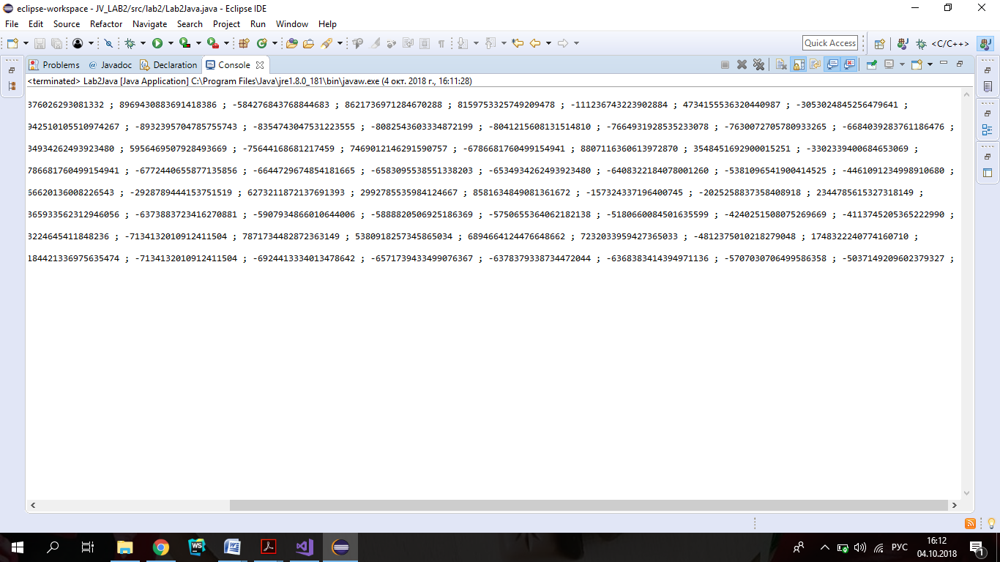 eclipse-workspace - JV_LAB2/src/lab2/Lab2Java.java - Eclipse IDE
File Edit Source Refactor Navigate Search Project Run Window Help
Quick Access <C/C++>
Problems @ Javadoc Declaration Console
<terminated> Lab2Java [Java Application] C:\Program Files\Java\jre1.8.0_181\bin\javaw.exe (4 окт. 2018 г., 16:11:28)
376026293081332 ; 8969430883691418386 ; -584276843768844683 ; 8621736971284670288 ; 8159753325749209478 ; -111236743223902884 ; 4734155536320440987 ; -3053024845256479641 ;
942510105510974267 ; -8932395704785755743 ; -8354743047531223555 ; -8082543603334872199 ; -8041215608131514810 ; -7664931928535233078 ; -7630072705780933265 ; -6684039283761186476 ;
34934262493923480 ; 5956469507928493669 ; -75644168681217459 ; 7469012146291590757 ; -6786681760499154941 ; 8807116360613972870 ; 3548451692900015251 ; -3302339400684653069 ;
786681760499154941 ; -6772440655877135856 ; -6644729674854181665 ; -6583095538551338203 ; -6534934262493923480 ; -6408322184078001260 ; -5381096541900414525 ; -4461091234998910680 ;
66620136008226543 ; -2928789444153751519 ; 6273211872137691393 ; 2992785535984124667 ; 8581634849081361672 ; -157324337196400745 ; -2025258837358408918 ; 2344785615327318149 ;
365933562312946056 ; -6373883723416270881 ; -5907934866010644006 ; -5888820506925186369 ; -5750655364062182138 ; -5180660084501635599 ; -4240251508075269669 ; -4113745205365222990 ;
3224645411848236 ; -7134132010912411504 ; 7871734482872363149 ; 5380918257345865034 ; 6894664124476648662 ; 7232033959427365033 ; -4812375010218279048 ; 1748322240774160710 ;
184421336975635474 ; -7134132010912411504 ; -6924413334013478642 ; -6571739433499076367 ; -6378379338734472044 ; -6368383414394971136 ; -5707030706499586358 ; -5037149209602379327 ;
РУС
16:12
04.10.2018
1